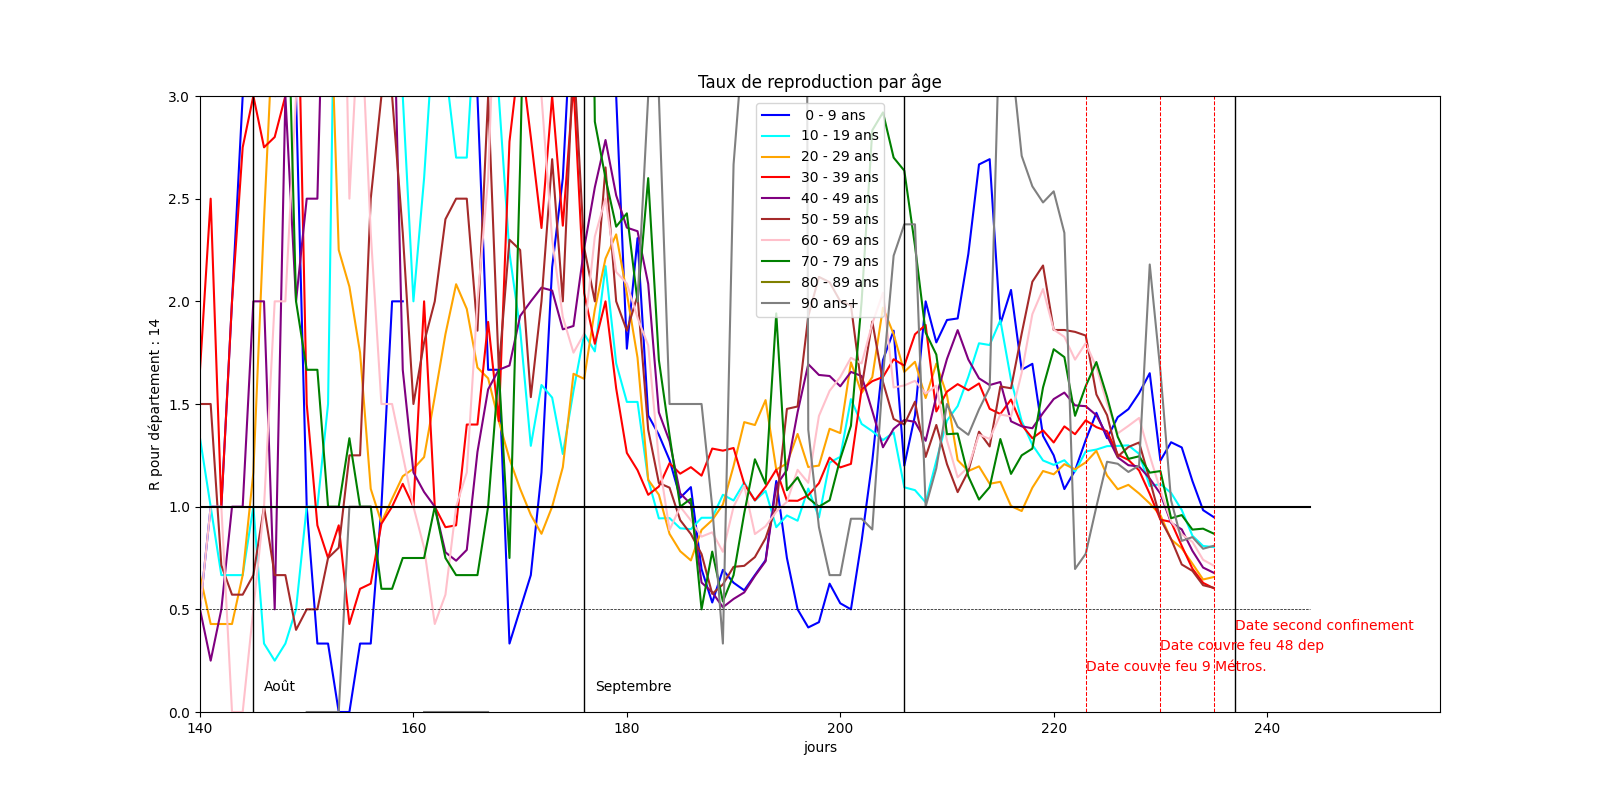 Taux de reproduction par âge
R pour département : 14
3.0
2.5
2.0
1.5
1.0
0.5
0.0
0 - 9 ans
10 - 19 ans
20 - 29 ans
30 - 39 ans
40 - 49 ans
50 - 59 ans
60 - 69 ans
70 - 79 ans
80 - 89 ans
90 ans+
Date second confinement
Date couvre feu 48 dep
Date couvre feu 9 Métros.
Août
Septembre
140
160
180
200
220
240
jours